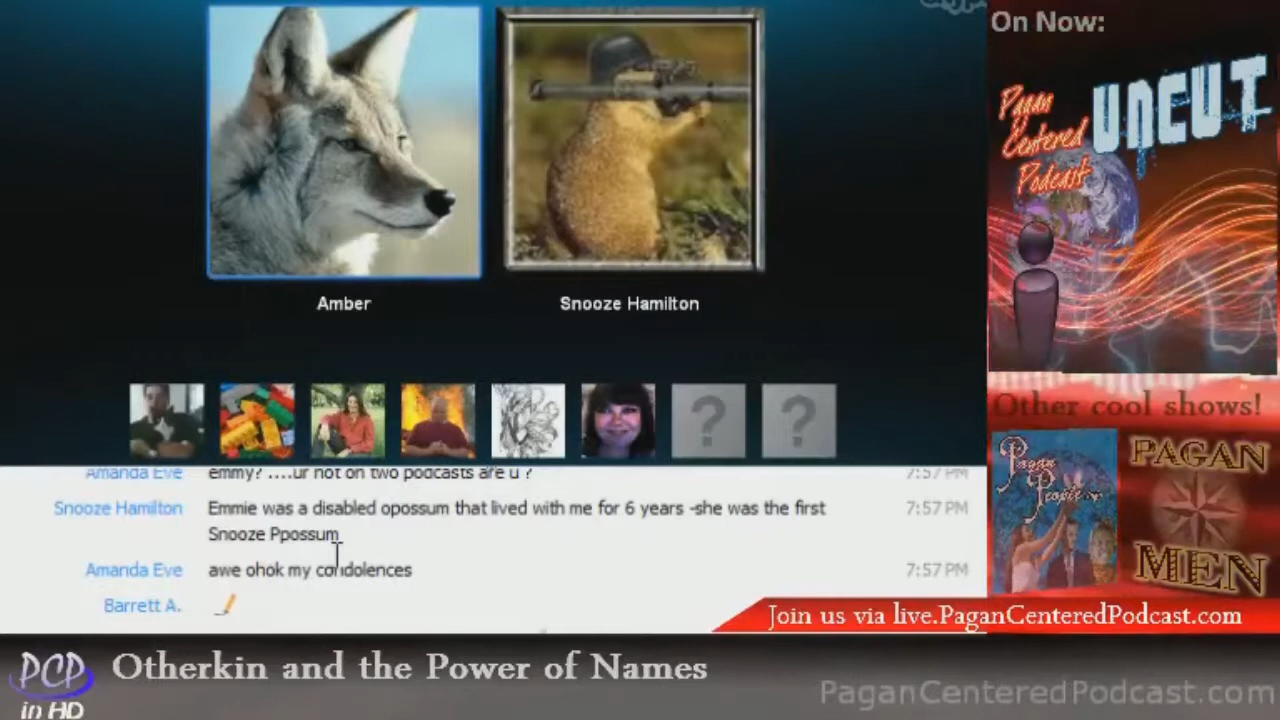 On Now:
Pagan
Centered
Podcast
UNCUT
Amber
Snooze Hamilton
Other cool shows!
Pagan
People
PAGAN
MEN
Amanda Eve emmy? ....ur not on two podcasts are u ? 7:57 PM
Snooze Hamilton Emmie was a disabled opossum that lived with me for 6 years -she was the first 7:57 PM
Snooze Ppossum
Amanda Eve awe ohok my condolences 7:57 PM
Barrett A.
Join us via live.PaganCenteredPodcast.com
PCP
in HD
Otherkin and the Power of Names
PaganCenteredPodcast.com